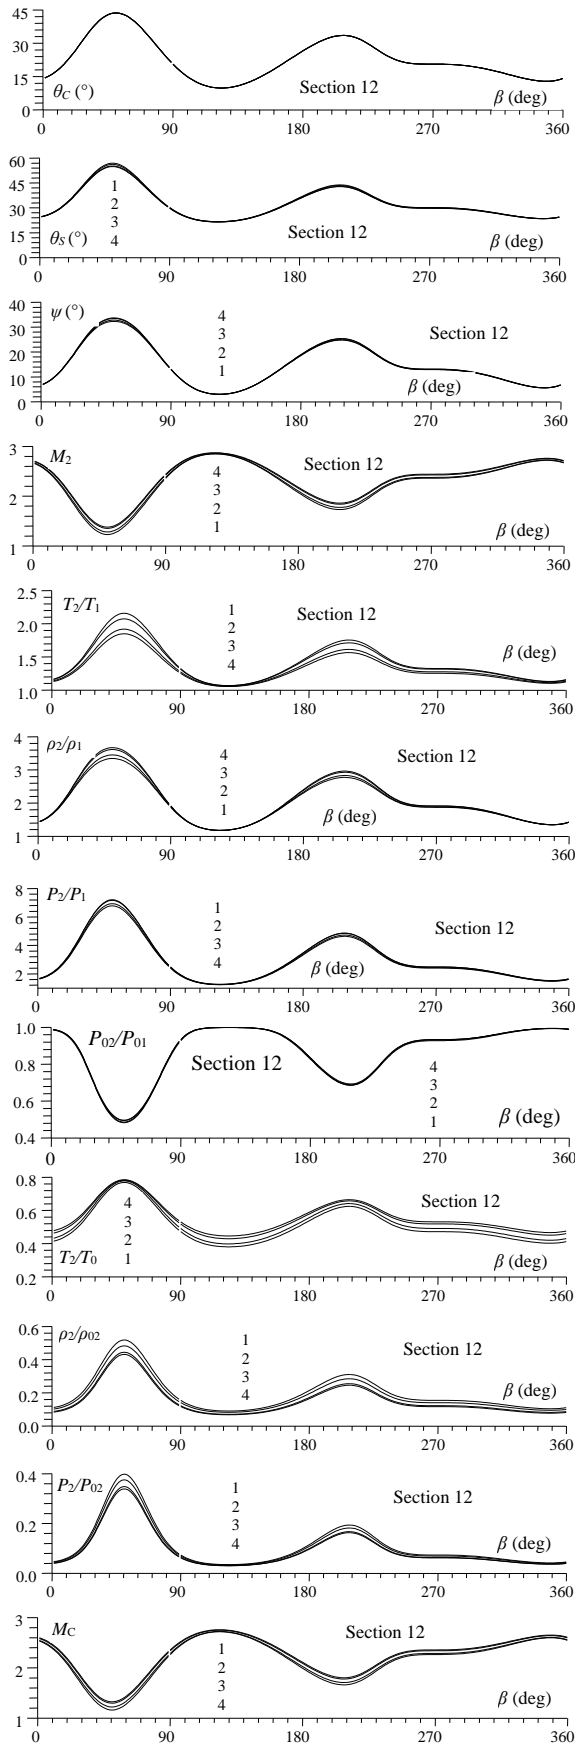 45
30
15
0
θC (°)
Section 12
β (deg)
0 90 180 270 360
60
45
30
15
0
1
2
3
4
θS (°)
Section 12
β (deg)
0 90 180 270 360
40
30
20
10
0
ψ (°)
4
3
2
1
Section 12
β (deg)
0 90 180 270 360
3
2
1
M2
Section 12
4
3
2
1
β (deg)
0 90 180 270 360
2.5
2.0
1.5
1.0
T2/T1
1
2
3
4
Section 12
β (deg)
0 90 180 270 360
4
3
2
1
ρ2/ρ1
4
3
2
1
Section 12
β (deg)
0 90 180 270 360
8
6
4
2
P2/P1
1
2
3
4
Section 12
β (deg)
0 90 180 270 360
1.0
0.8
0.6
0.4
P02/P01
Section 12
4
3
2
1
β (deg)
0 90 180 270 360
0.8
0.6
0.4
0.2
4
3
2
1
Section 12
T2/T0
β (deg)
0 90 180 270 360
0.6
0.4
0.2
0.0
ρ2/ρ02
1
2
3
4
Section 12
β (deg)
0 90 180 270 360
0.4
0.2
0.0
P2/P02
1
2
3
4
Section 12
β (deg)
0 90 180 270 360
3
2
1
MC
Section 12
1
2
3
4
β (deg)
0 90 180 270 360